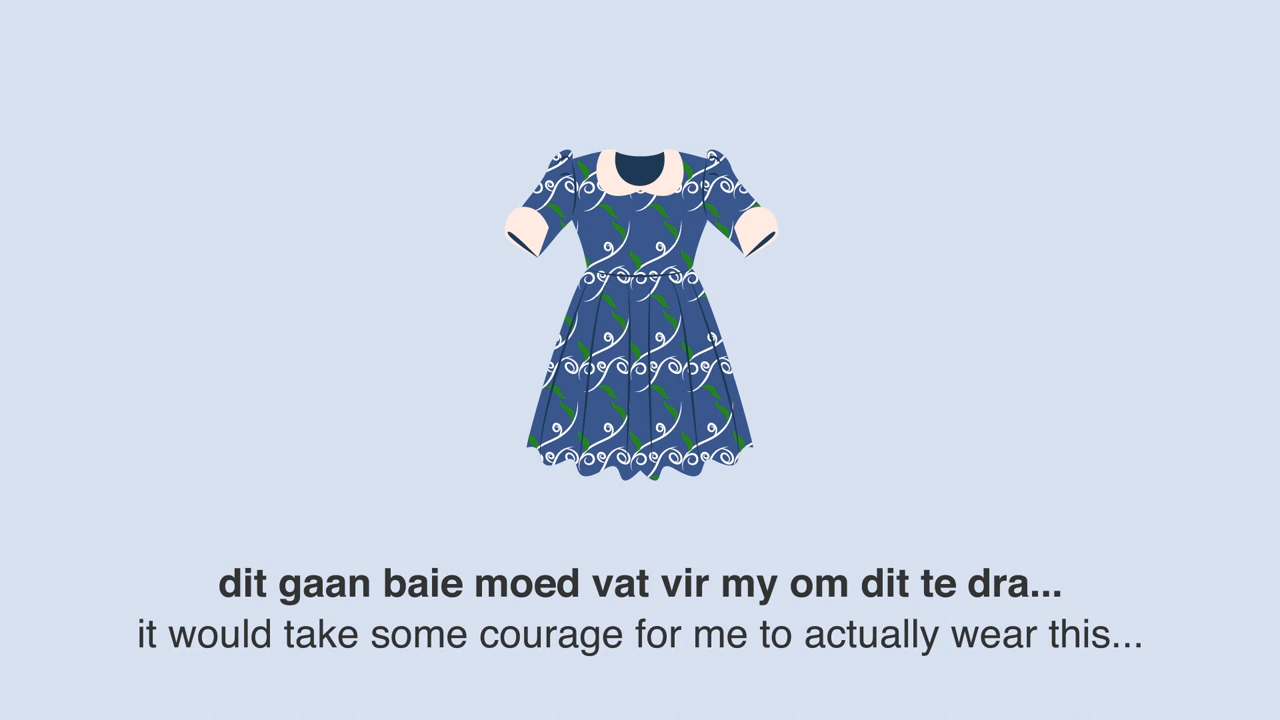 dit gaan baie moed vat vir my om dit te dra...
it would take some courage for me to actually wear this...